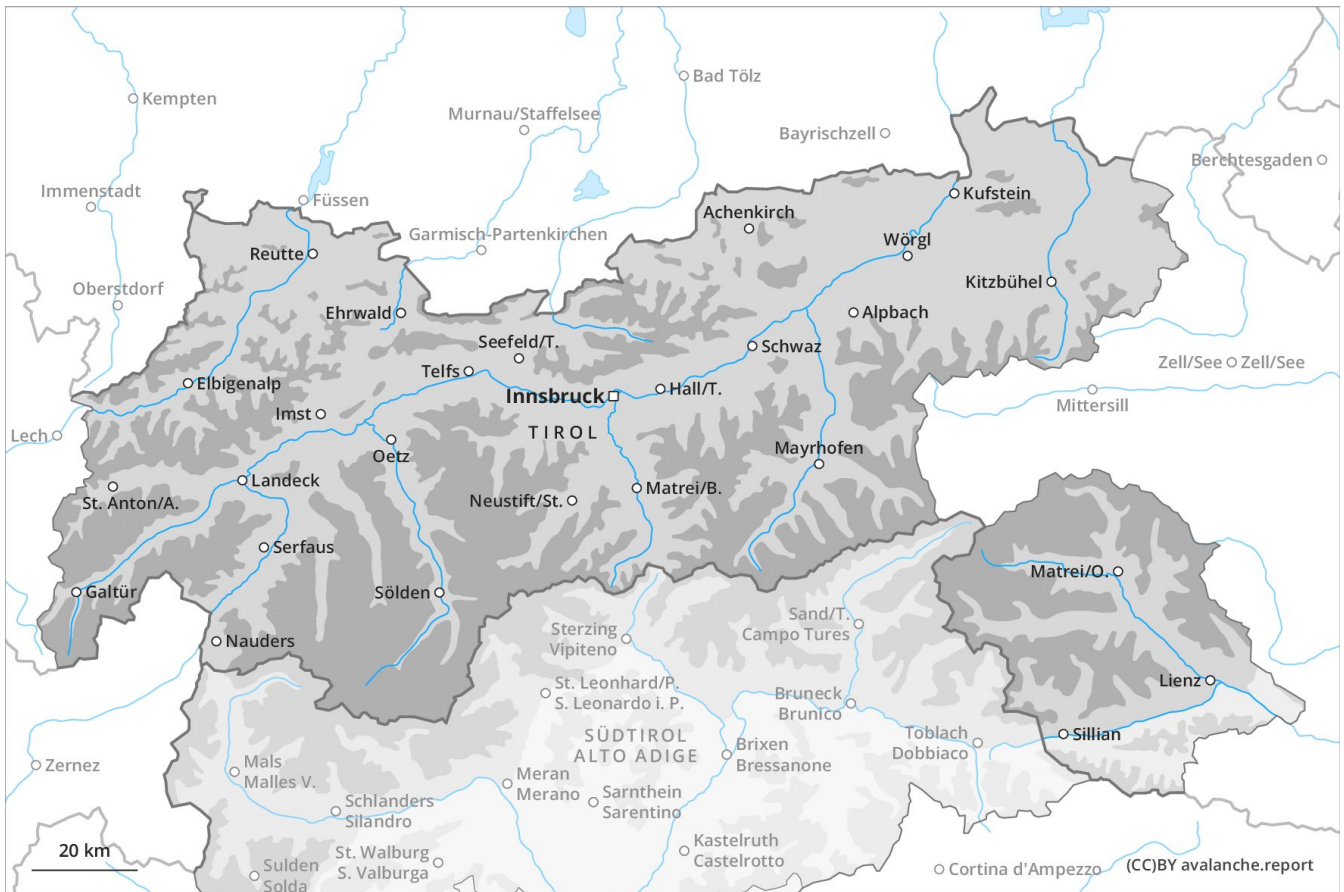 Bad Tölz
Kempten
Murnau/Staffelsee
Bayrischzell
Berchtesgaden
Immenstadt
Füssen
Kufstein
Achenkirch
Garmisch-Partenkirchen
Wörgl
Reutte
Kitzbühel
Oberstdorf
Ehrwald
Alpbach
Seefeld/T.
Schwaz
Zell/See
Zell/See
Telfs
Elbigenalp
Hall/T.
Innsbruck
Mittersill
Imst
Lech
TIROL
Mayrhofen
Oetz
Landeck
Matrei/B.
St. Anton/A.
Neustift/St.
Serfaus
Matrei/O.
Galtür
Sölden
Sand/T.
Campo Tures
Nauders
Sterzing
Vipiteno
Lienz
St. Leonhard/P.
S. Leonardo i. P.
Bruneck
Brunico
Sillian
SÜDTIROL
ALTO ADIGE
Toblach
Dobbiaco
Brixen
Bressanone
Zernez
Mals
Malles V.
Meran
Merano
Sarnthein
Sarentino
Schlanders
Silandro
Kastelruth
Castelrotto
20 km
St. Walburg
S. Valburga
Sulden
Solda
Cortina d'Ampezzo
(CC)BY avalanche.report